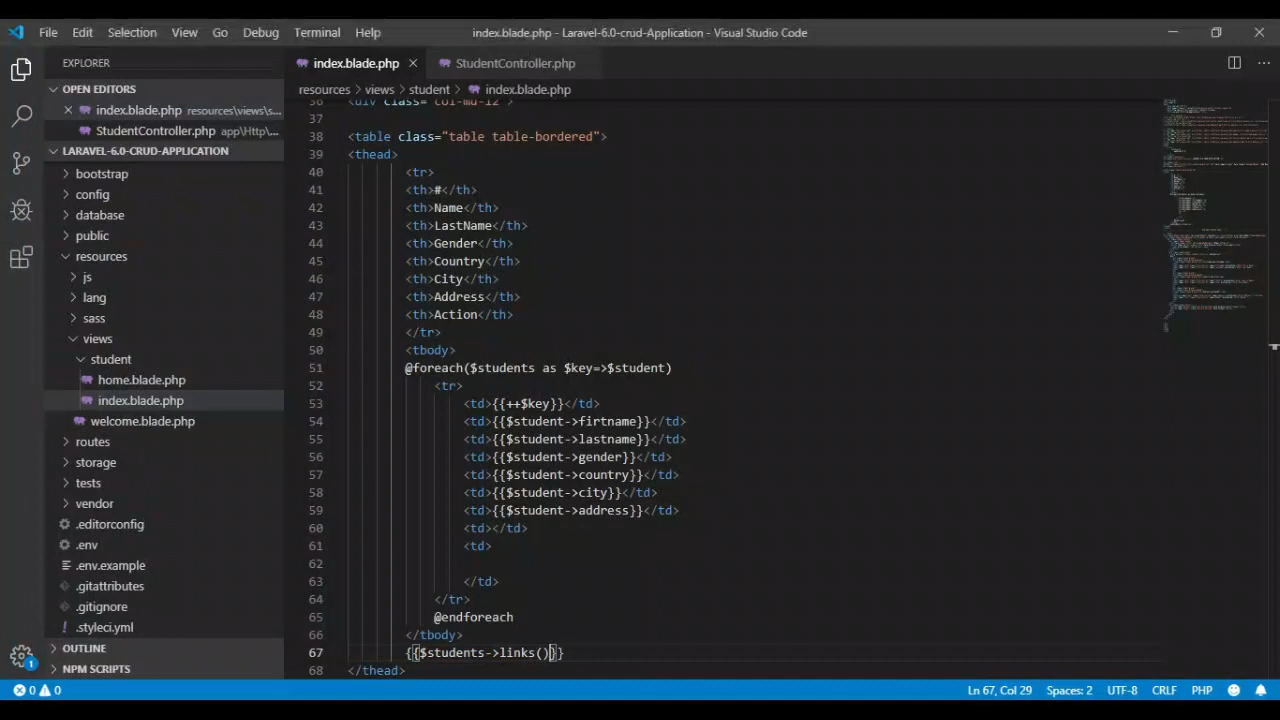 File Edit Selection View Go Debug Terminal Help index.blade.php - Laravel-6.0-crud-Application - Visual Studio Code
EXPLORER
OPEN EDITORS
index.blade.php resources\views\s...
StudentController.php app\Http\...
LARAVEL-6.0-CRUD-APPLICATION
bootstrap
config
database
public
resources
js
lang
sass
views
student
home.blade.php
index.blade.php
welcome.blade.php
routes
storage
tests
vendor
.editorconfig
.env
.env.example
.gitattributes
.gitignore
.styleci.yml
OUTLINE
NPM SCRIPTS
1
index.blade.php StudentController.php
resources > views > student > index.blade.php
36 <div class="col-md-12">
37
38 <table class="table table-bordered">
39 <thead>
40 <tr>
41 <th>#</th>
42 <th>Name</th>
43 <th>LastName</th>
44 <th>Gender</th>
45 <th>Country</th>
46 <th>City</th>
47 <th>Address</th>
48 <th>Action</th>
49 </tr>
50 <tbody>
51 @foreach($students as $key=>$student)
52 <tr>
53 <td>{{++$key}}</td>
54 <td>{{$student->firtname}}</td>
55 <td>{{$student->lastname}}</td>
56 <td>{{$student->gender}}</td>
57 <td>{{$student->country}}</td>
58 <td>{{$student->city}}</td>
59 <td>{{$student->address}}</td>
60 <td></td>
61 <td>
62
63 </td>
64 </tr>
65 @endforeach
66 </tbody>
67 {{$students->links()}}
68 </thead>
0 0 Ln 67, Col 29 Spaces: 2 UTF-8 CRLF PHP